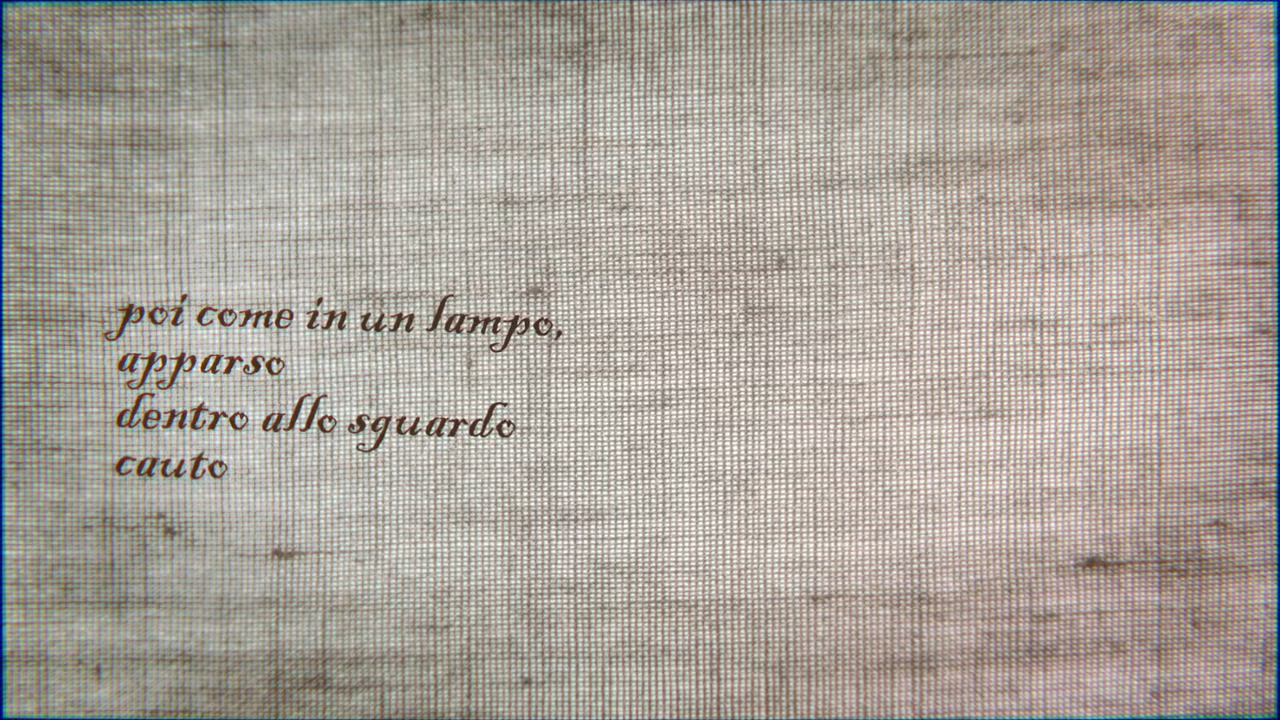 poi come in un lampo,
apparso
dentro allo sguardo
cauto